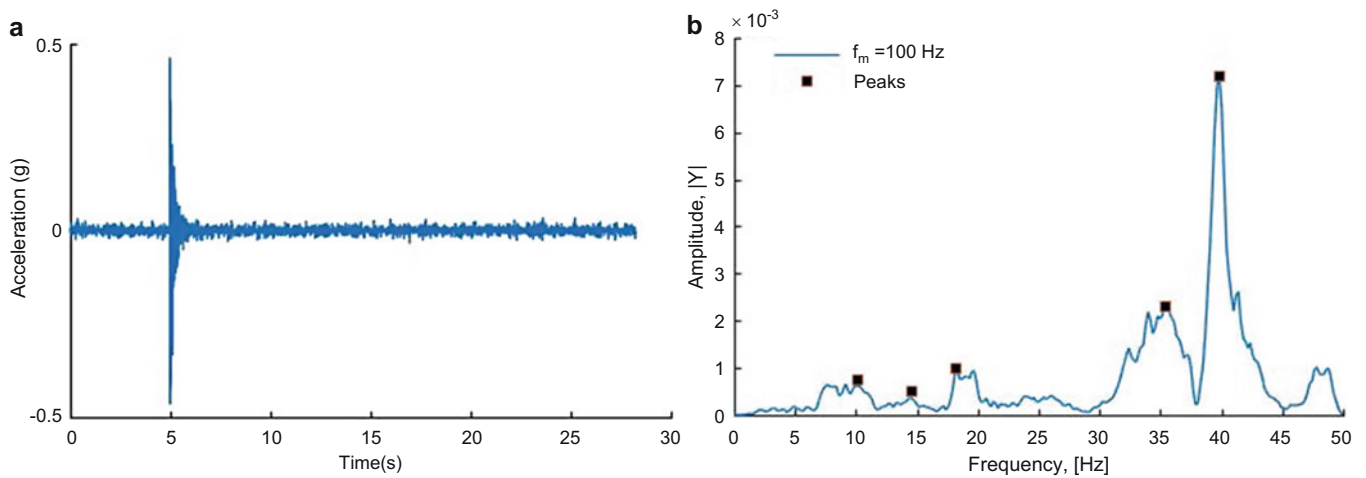 a
0.5
0
-0.5
Acceleration (g)
0 5 10 15 20 25 30
Time(s)
b
× 10⁻³
8
7
6
5
4
3
2
1
0
Amplitude, |Y|
f_m =100 Hz
Peaks
0 5 10 15 20 25 30 35 40 45 50
Frequency, [Hz]